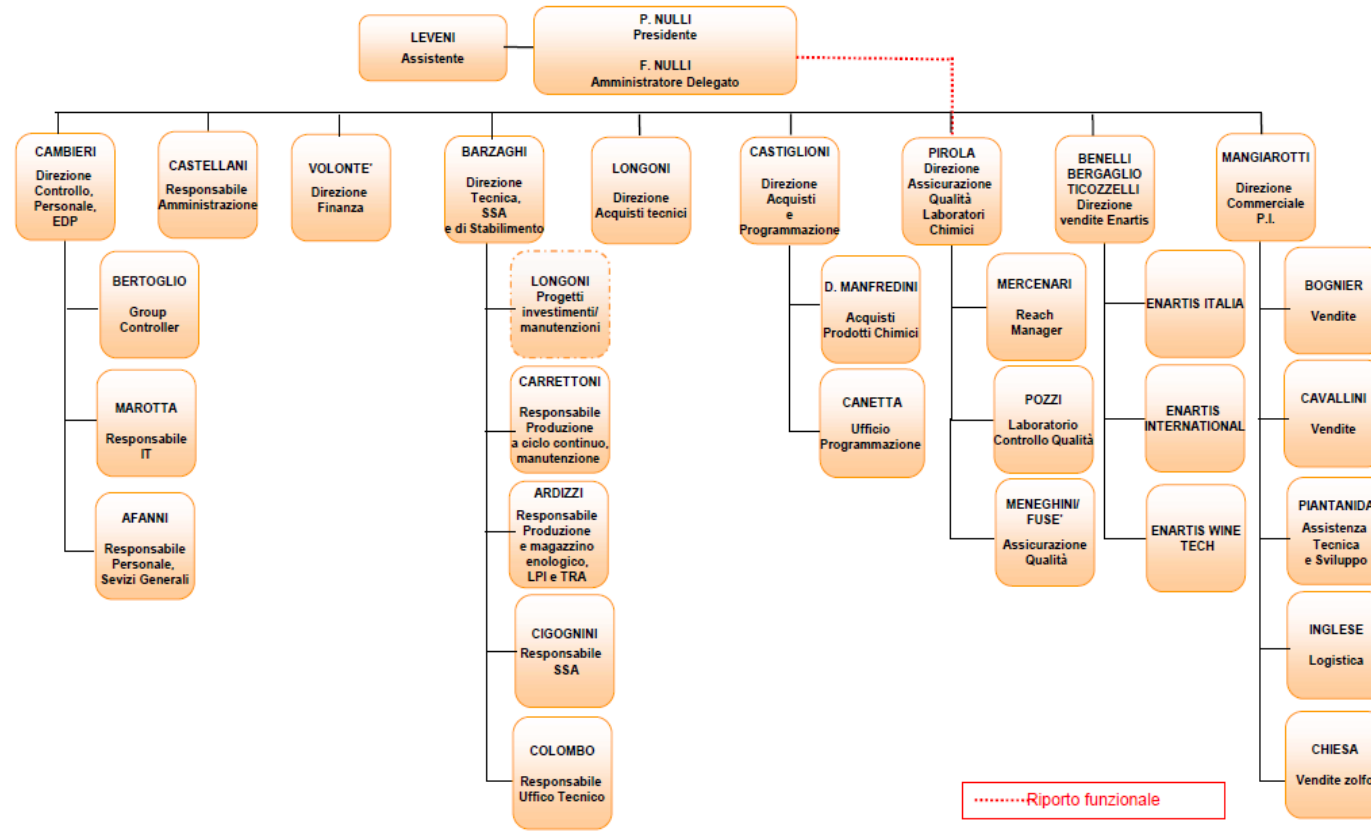 LEVENI
Assistente
P. NULLI
Presidente
F. NULLI
Amministratore Delegato
CAMBIERI
Direzione
Controllo,
Personale,
EDP
CASTELLANI
Responsabile
Amministrazione
VOLONTE'
Direzione
Finanza
BARZAGHI
Direzione
Tecnica,
SSA
e di Stabilimento
LONGONI
Direzione
Acquisti tecnici
CASTIGLIONI
Direzione
Acquisti
e
Programmazione
PIROLA
Direzione
Assicurazione
Qualità
Laboratori
Chimici
BENELLI
BERGAGLIO
TICOZZELLI
Direzione
vendite Enartis
MANGIAROTTI
Direzione
Commerciale
P.I.
BERTOGLIO
Group
Controller
MAROTTA
Responsabile
IT
AFANNI
Responsabile
Personale,
Sevizi Generali
LONGONI
Progetti
investimenti/
manutenzioni
CARRETTONI
Responsabile
Produzione
a ciclo continuo,
manutenzione
ARDIZZI
Responsabile
Produzione
e magazzino
enologico,
LPI e TRA
CIGOGNINI
Responsabile
SSA
COLOMBO
Responsabile
Uffico Tecnico
D. MANFREDINI
Acquisti
Prodotti Chimici
CANETTA
Ufficio
Programmazione
MERCENARI
Reach
Manager
POZZI
Laboratorio
Controllo Qualità
MENEGHINI/
FUSE'
Assicurazione
Qualità
ENARTIS ITALIA
ENARTIS
INTERNATIONAL
ENARTIS WINE
TECH
BOGNIER
Vendite
CAVALLINI
Vendite
PIANTANIDA
Assistenza
Tecnica
e Sviluppo
INGLESE
Logistica
CHIESA
Vendite zolfo
Riporto funzionale